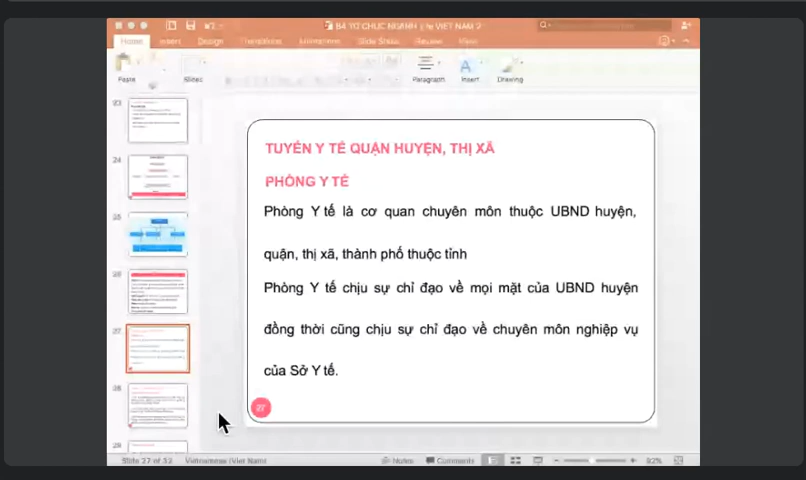 B4 TỔ CHỨC NGÀNH Y TẾ VIỆT NAM 2
Home Insert Design Transitions Animations Slide Show Review View
Paste Slides Paragraph Insert Drawing
23
24
25
26
27
28
29
TUYẾN Y TẾ QUẬN HUYỆN, THỊ XÃ
PHÒNG Y TẾ
Phòng Y tế là cơ quan chuyên môn thuộc UBND huyện,
quận, thị xã, thành phố thuộc tỉnh
Phòng Y tế chịu sự chỉ đạo về mọi mặt của UBND huyện
đồng thời cũng chịu sự chỉ đạo về chuyên môn nghiệp vụ
của Sở Y tế.
27
Slide 27 of 53 Vietnamese (Viet Nam) Notes Comments 92%